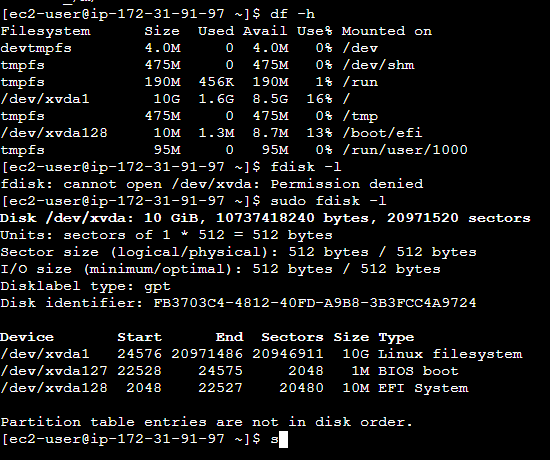 [ec2-user@ip-172-31-91-97 ~]$ df -h
Filesystem      Size  Used Avail Use% Mounted on
devtmpfs        4.0M     0  4.0M   0% /dev
tmpfs           475M     0  475M   0% /dev/shm
tmpfs           190M  456K  190M   1% /run
/dev/xvda1       10G  1.6G  8.5G  16% /
tmpfs           475M     0  475M   0% /tmp
/dev/xvda128     10M  1.3M  8.7M  13% /boot/efi
tmpfs            95M     0   95M   0% /run/user/1000
[ec2-user@ip-172-31-91-97 ~]$ fdisk -l
fdisk: cannot open /dev/xvda: Permission denied
[ec2-user@ip-172-31-91-97 ~]$ sudo fdisk -l
Disk /dev/xvda: 10 GiB, 10737418240 bytes, 20971520 sectors
Units: sectors of 1 * 512 = 512 bytes
Sector size (logical/physical): 512 bytes / 512 bytes
I/O size (minimum/optimal): 512 bytes / 512 bytes
Disklabel type: gpt
Disk identifier: FB3703C4-4812-40FD-A9B8-3B3FCC4A9724

Device       Start      End  Sectors Size Type
/dev/xvda1   24576 20971486 20946911  10G Linux filesystem
/dev/xvda127 22528    24575     2048   1M BIOS boot
/dev/xvda128  2048    22527    20480  10M EFI System

Partition table entries are not in disk order.
[ec2-user@ip-172-31-91-97 ~]$ s